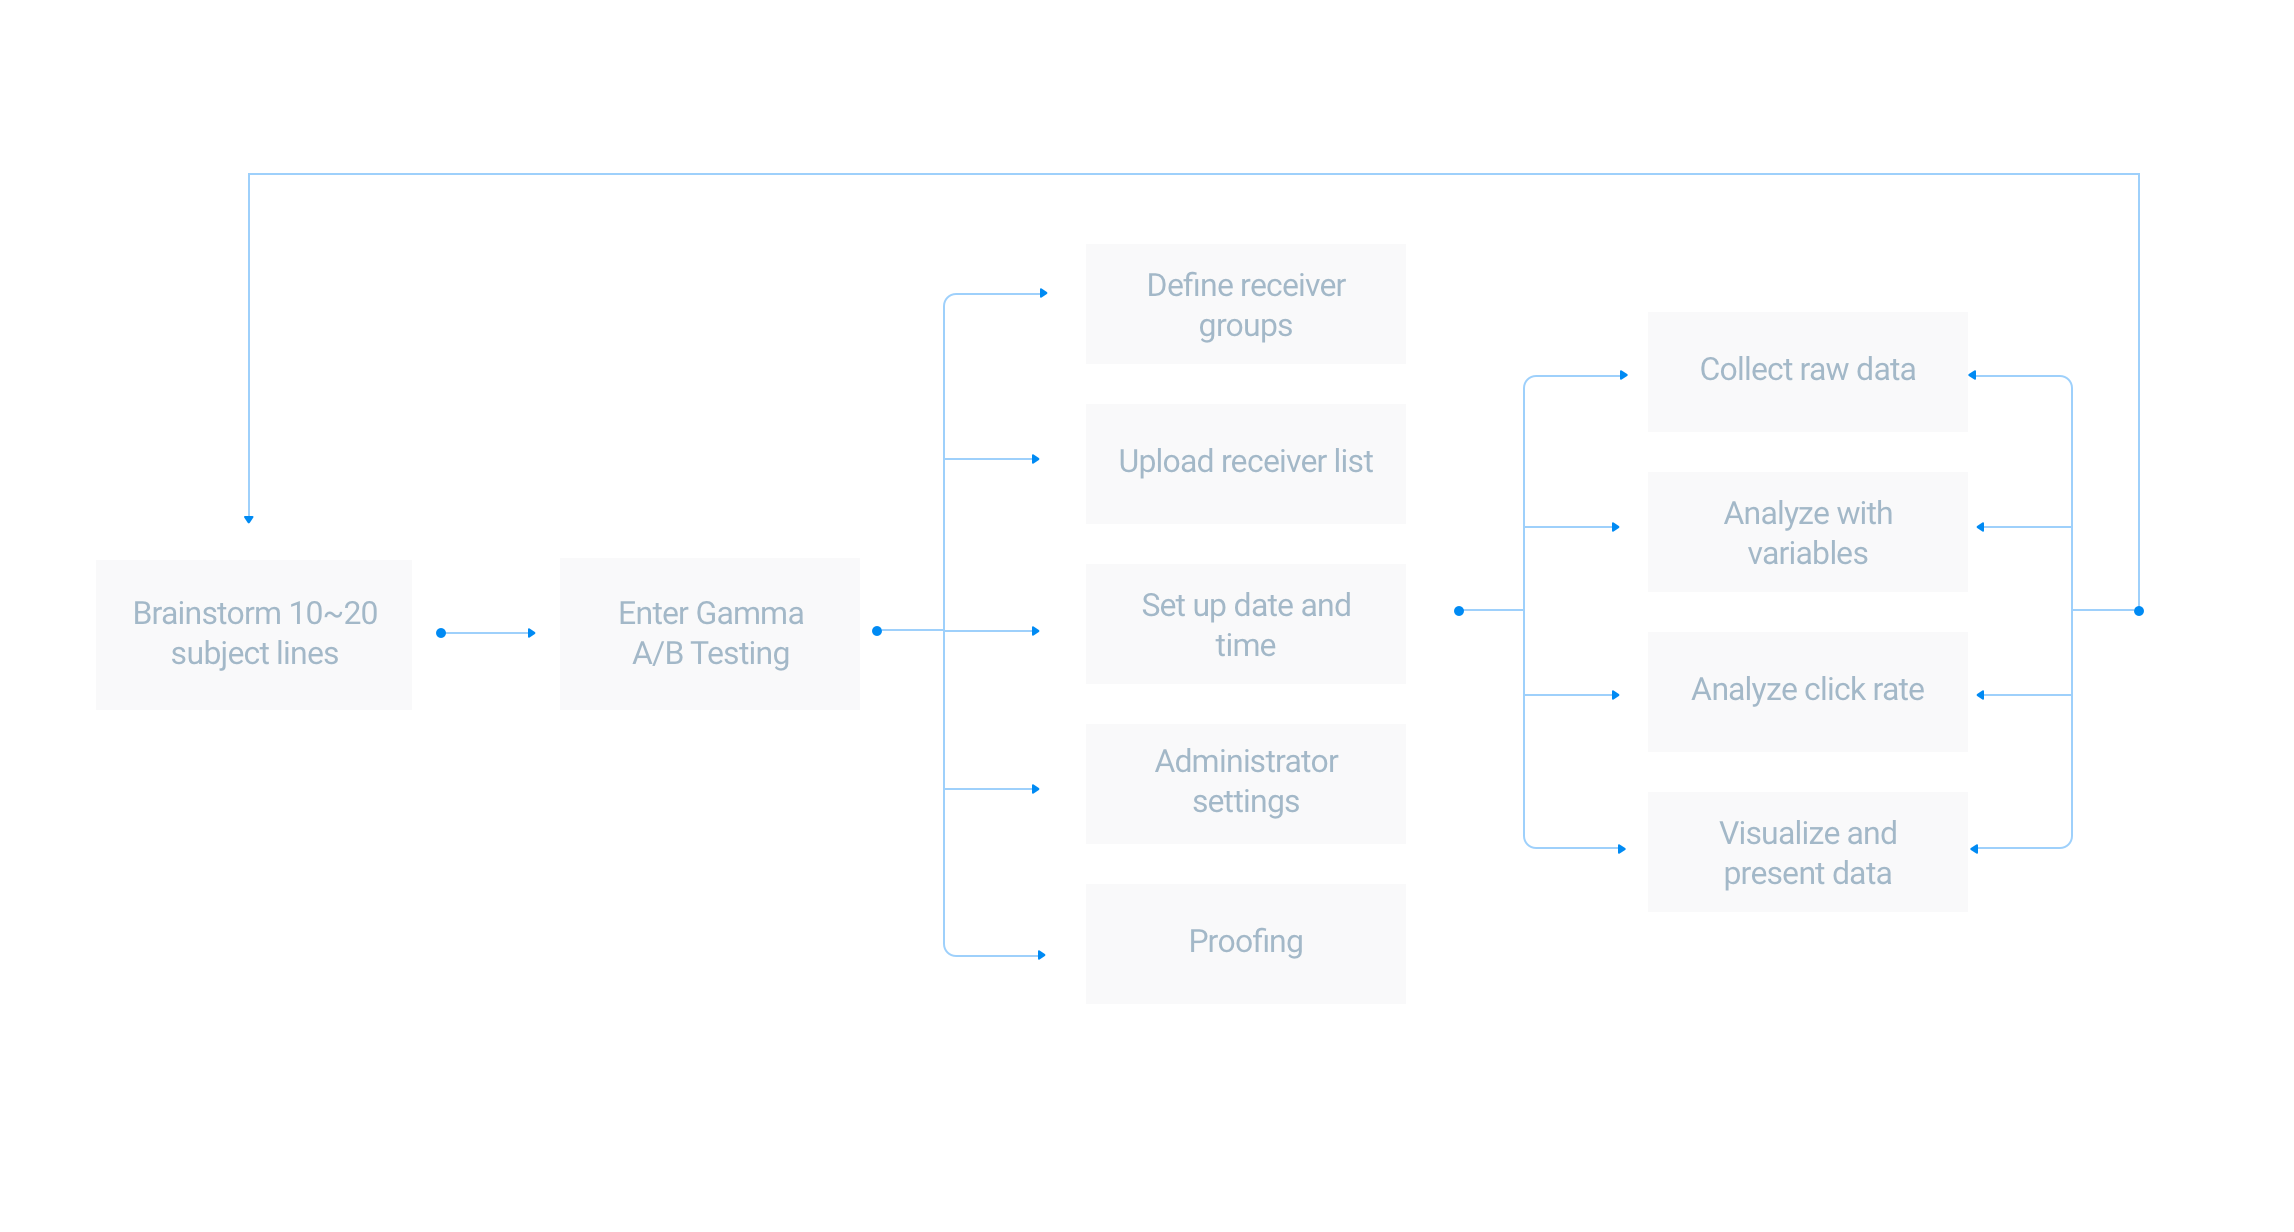 Brainstorm 10~20
subject lines
Enter Gamma
A/B Testing
Define receiver
groups
Upload receiver list
Set up date and
time
Administrator
settings
Proofing
Collect raw data
Analyze with
variables
Analyze click rate
Visualize and
present data